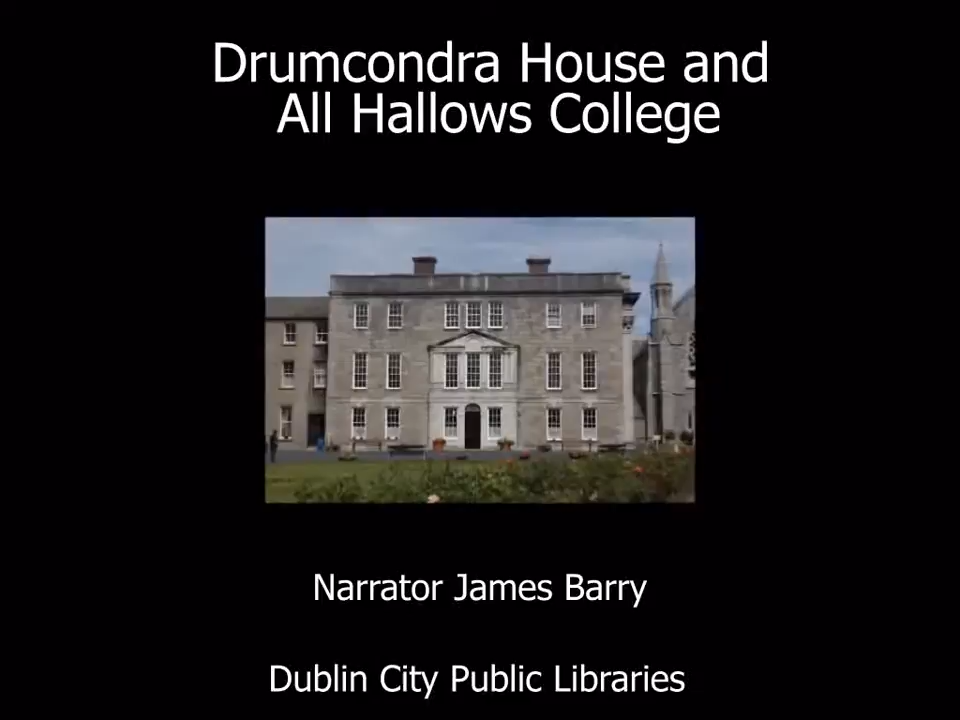 Drumcondra House and
All Hallows College
Narrator James Barry
Dublin City Public Libraries